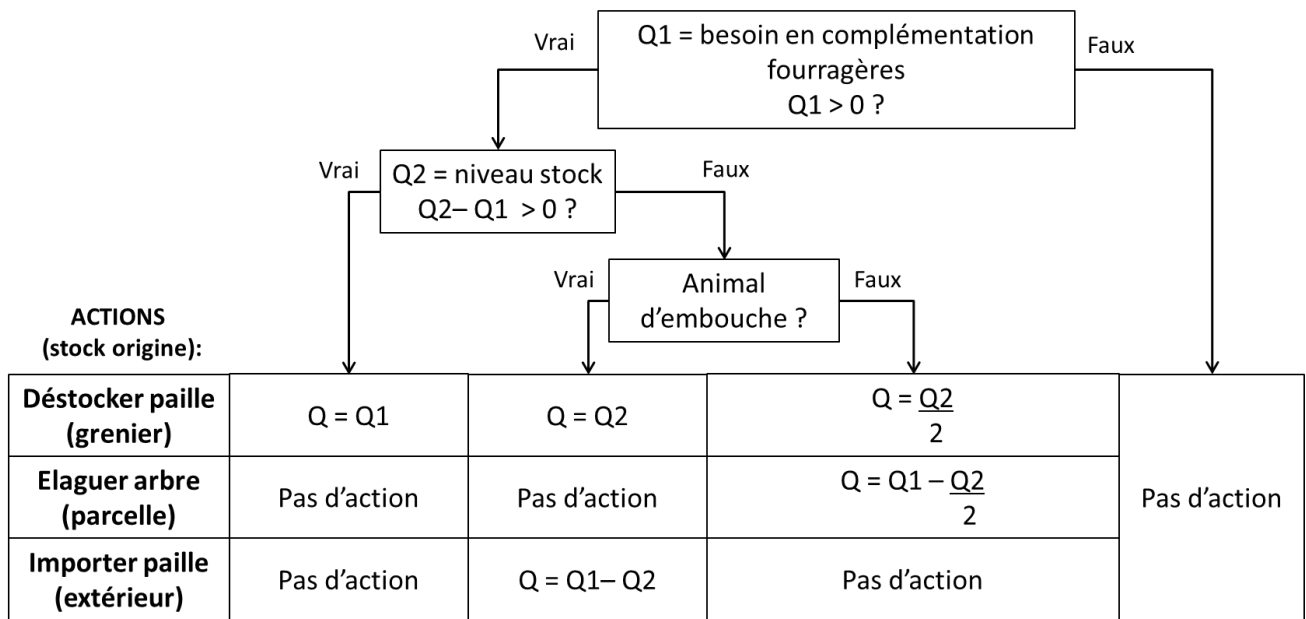 Vrai
Q1 = besoin en complémentation
fourragères
Q1 > 0 ?
Faux
Vrai
Q2 = niveau stock
Q2– Q1 > 0 ?
Faux
Vrai
Animal
d’embouche ?
Faux
ACTIONS
(stock origine):
Déstocker paille
(grenier)
Q = Q1
Q = Q2
Q = Q2
2
Elaguer arbre
(parcelle)
Pas d’action
Pas d’action
Q = Q1 – Q2
2
Pas d’action
Importer paille
(extérieur)
Pas d’action
Q = Q1– Q2
Pas d’action